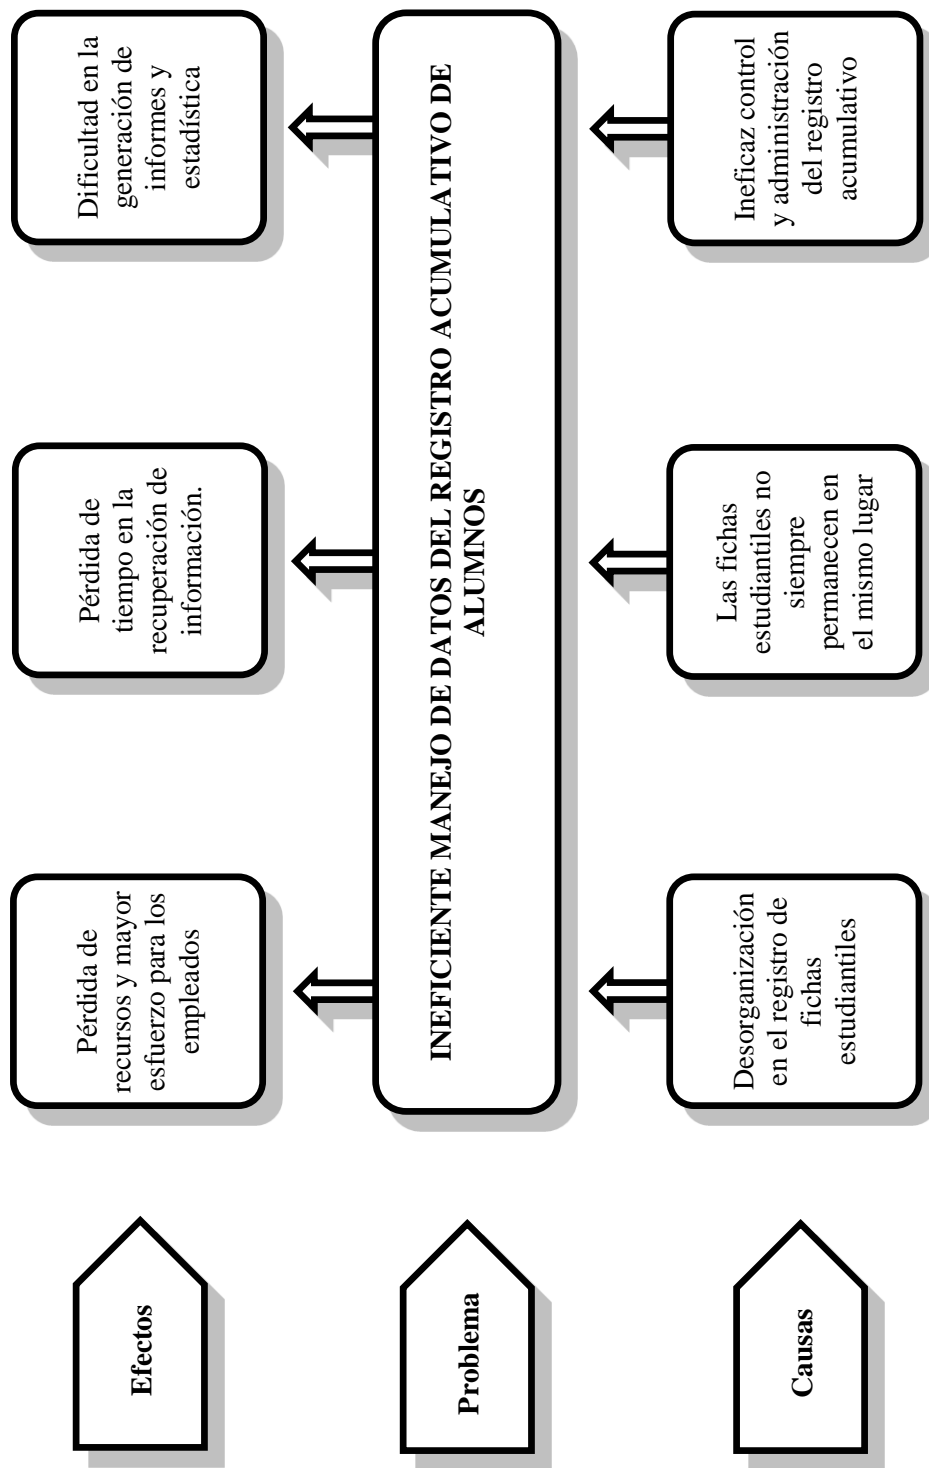 Efectos
Pérdida de
recursos y mayor
esfuerzo para los
empleados
Pérdida de
tiempo en la
recuperación de
información.
Dificultad en la
generación de
informes y
estadística
Problema
INEFICIENTE MANEJO DE DATOS DEL REGISTRO ACUMULATIVO DE
ALUMNOS
Causas
Desorganización
en el registro de
fichas
estudiantiles
Las fichas
estudiantiles no
siempre
permanecen en
el mismo lugar
Ineficaz control
y administración
del registro
acumulativo